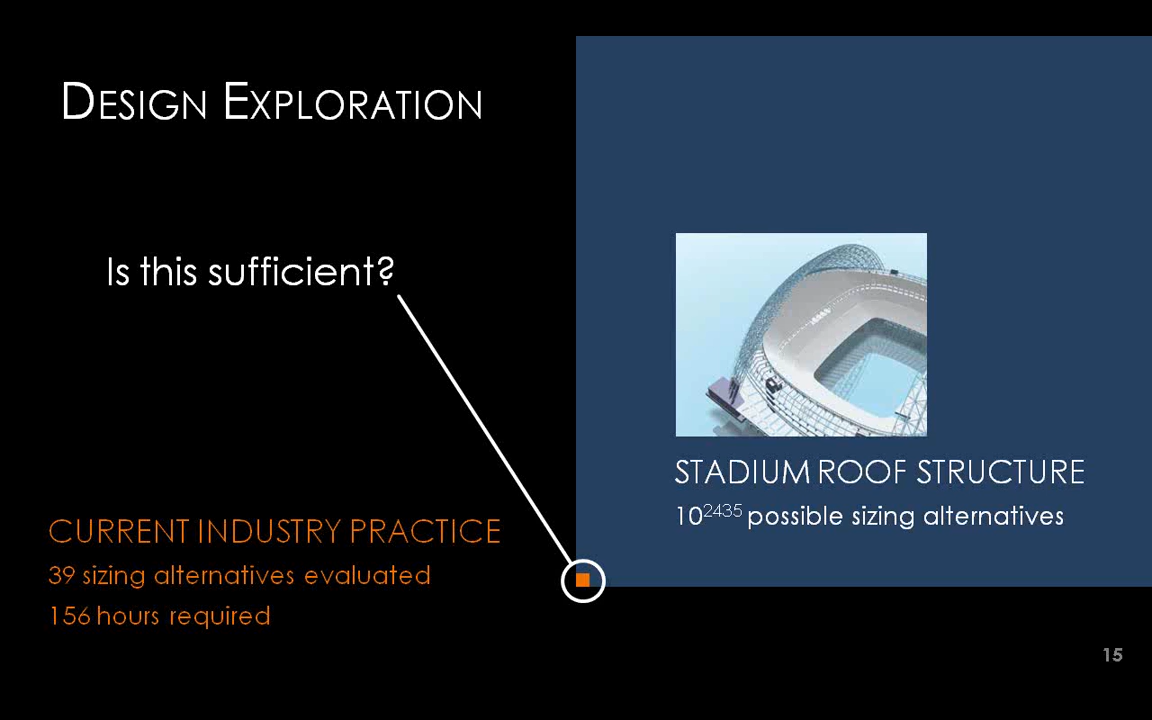 DESIGN EXPLORATION
Is this sufficient?
STADIUM ROOF STRUCTURE
10^2435 possible sizing alternatives
CURRENT INDUSTRY PRACTICE
39 sizing alternatives evaluated
156 hours required
15